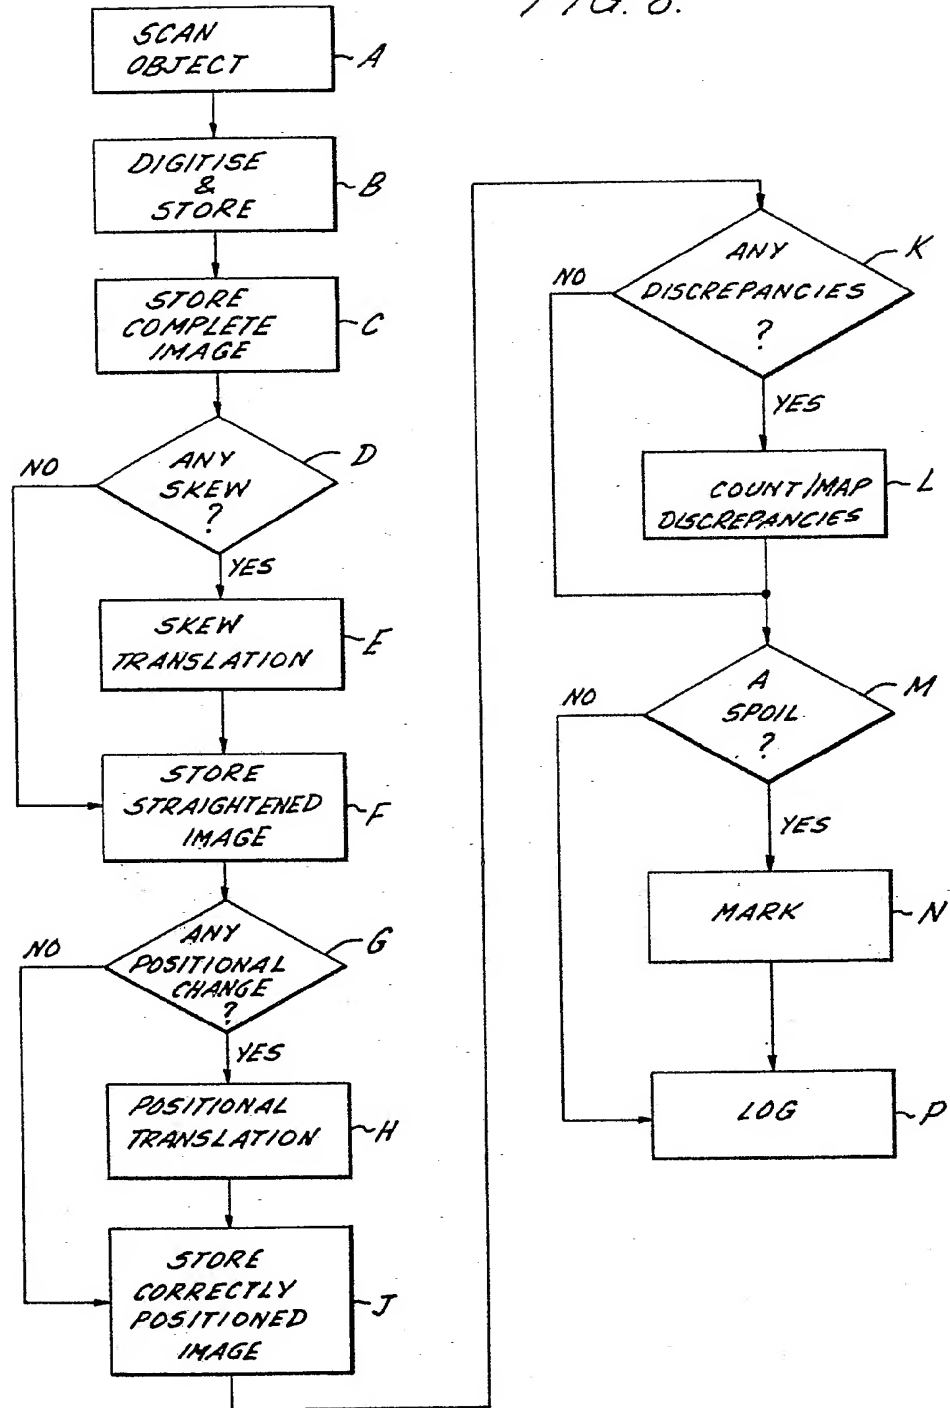 FIG. 8.
SCAN
OBJECT
A
DIGITISE
&
STORE
B
STORE
COMPLETE
IMAGE
C
ANY
SKEW
?
D
NO
YES
SKEW
TRANSLATION
E
STORE
STRAIGHTENED
IMAGE
F
ANY
POSITIONAL
CHANGE
?
G
NO
YES
POSITIONAL
TRANSLATION
H
STORE
CORRECTLY
POSITIONED
IMAGE
J
ANY
DISCREPANCIES
?
K
NO
YES
COUNT/MAP
DISCREPANCIES
L
A
SPOIL
?
M
NO
YES
MARK
N
LOG
P